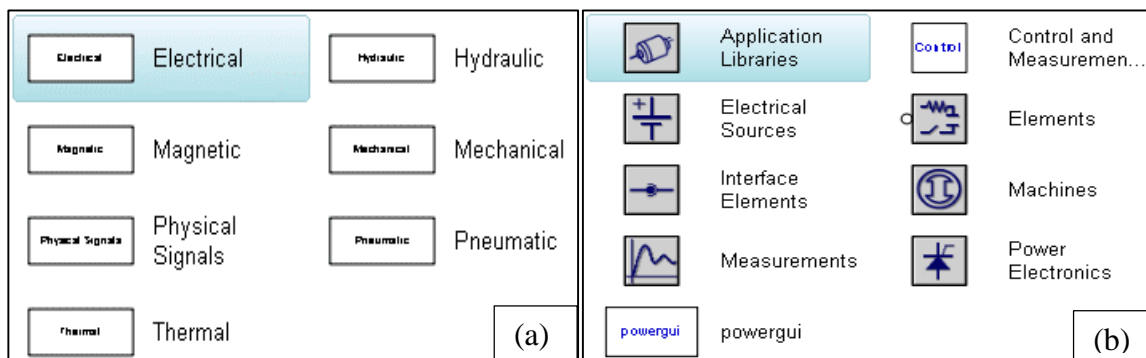 Electrical
Electrical
Hydraulic
Hydraulic
Magnetic
Magnetic
Mechanical
Mechanical
Physical Signals
Physical
Signals
Pneumatic
Pneumatic
Thermal
Thermal
(a)
Application
Libraries
Control
Control and
Measuremen...
Electrical
Sources
Elements
Interface
Elements
Machines
Measurements
Power
Electronics
powergui
powergui
(b)